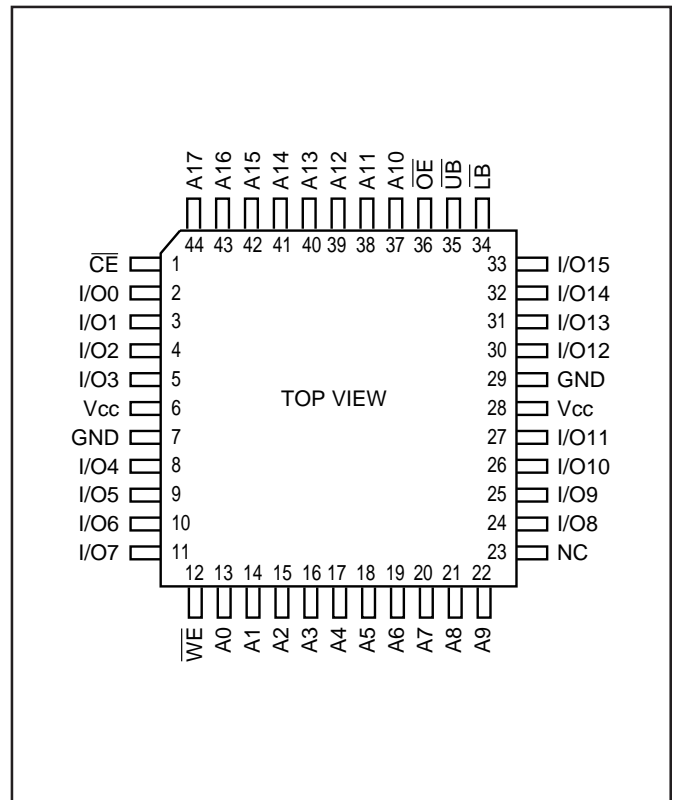 A17 A16 A15 A14 A13 A12 A11 A10 OE UB LB
44 43 42 41 40 39 38 37 36 35 34
CE 1 33 I/O15
I/O0 2 32 I/O14
I/O1 3 31 I/O13
I/O2 4 30 I/O12
I/O3 5 29 GND
TOP VIEW
Vcc 6 28 Vcc
GND 7 27 I/O11
I/O4 8 26 I/O10
I/O5 9 25 I/O9
I/O6 10 24 I/O8
I/O7 11 23 NC
12 13 14 15 16 17 18 19 20 21 22
WE A0 A1 A2 A3 A4 A5 A6 A7 A8 A9